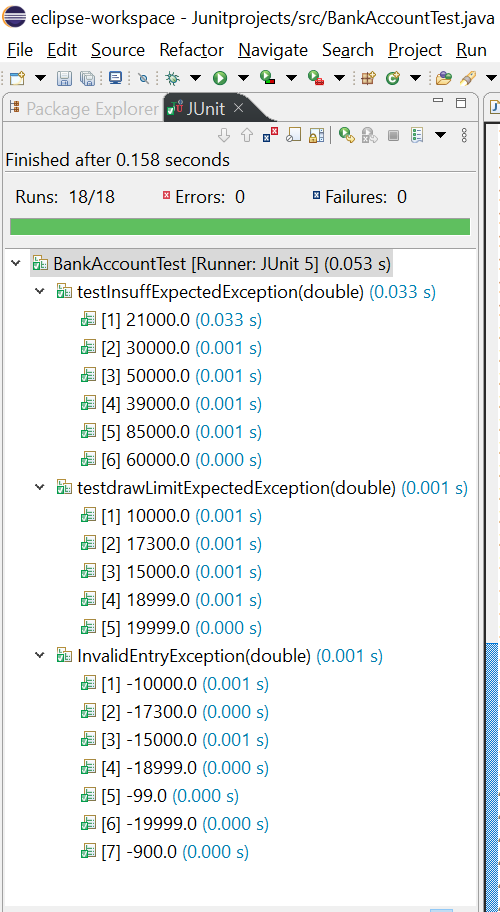 eclipse-workspace - Junitprojects/src/BankAccountTest.java
File Edit Source Refactor Navigate Search Project Run
Package Explorer JUnit
Finished after 0.158 seconds
Runs: 18/18 Errors: 0 Failures: 0
BankAccountTest [Runner: JUnit 5] (0.053 s)
testInsuffExpectedException(double) (0.033 s)
[1] 21000.0 (0.033 s)
[2] 30000.0 (0.001 s)
[3] 50000.0 (0.001 s)
[4] 39000.0 (0.001 s)
[5] 85000.0 (0.001 s)
[6] 60000.0 (0.000 s)
testdrawLimitExpectedException(double) (0.001 s)
[1] 10000.0 (0.001 s)
[2] 17300.0 (0.001 s)
[3] 15000.0 (0.001 s)
[4] 18999.0 (0.001 s)
[5] 19999.0 (0.000 s)
InvalidEntryException(double) (0.001 s)
[1] -10000.0 (0.001 s)
[2] -17300.0 (0.000 s)
[3] -15000.0 (0.001 s)
[4] -18999.0 (0.000 s)
[5] -99.0 (0.000 s)
[6] -19999.0 (0.000 s)
[7] -900.0 (0.000 s)